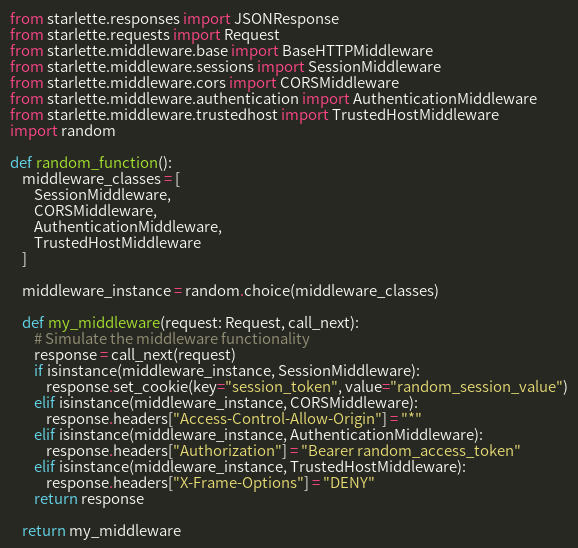 from starlette.responses import JSONResponse
from starlette.requests import Request
from starlette.middleware.base import BaseHTTPMiddleware
from starlette.middleware.sessions import SessionMiddleware
from starlette.middleware.cors import CORSMiddleware
from starlette.middleware.authentication import AuthenticationMiddleware
from starlette.middleware.trustedhost import TrustedHostMiddleware
import random

def random_function():
    middleware_classes = [
        SessionMiddleware,
        CORSMiddleware,
        AuthenticationMiddleware,
        TrustedHostMiddleware
    ]

    middleware_instance = random.choice(middleware_classes)

    def my_middleware(request: Request, call_next):
        # Simulate the middleware functionality
        response = call_next(request)
        if isinstance(middleware_instance, SessionMiddleware):
            response.set_cookie(key="session_token", value="random_session_value")
        elif isinstance(middleware_instance, CORSMiddleware):
            response.headers["Access-Control-Allow-Origin"] = "*"
        elif isinstance(middleware_instance, AuthenticationMiddleware):
            response.headers["Authorization"] = "Bearer random_access_token"
        elif isinstance(middleware_instance, TrustedHostMiddleware):
            response.headers["X-Frame-Options"] = "DENY"
        return response

    return my_middleware